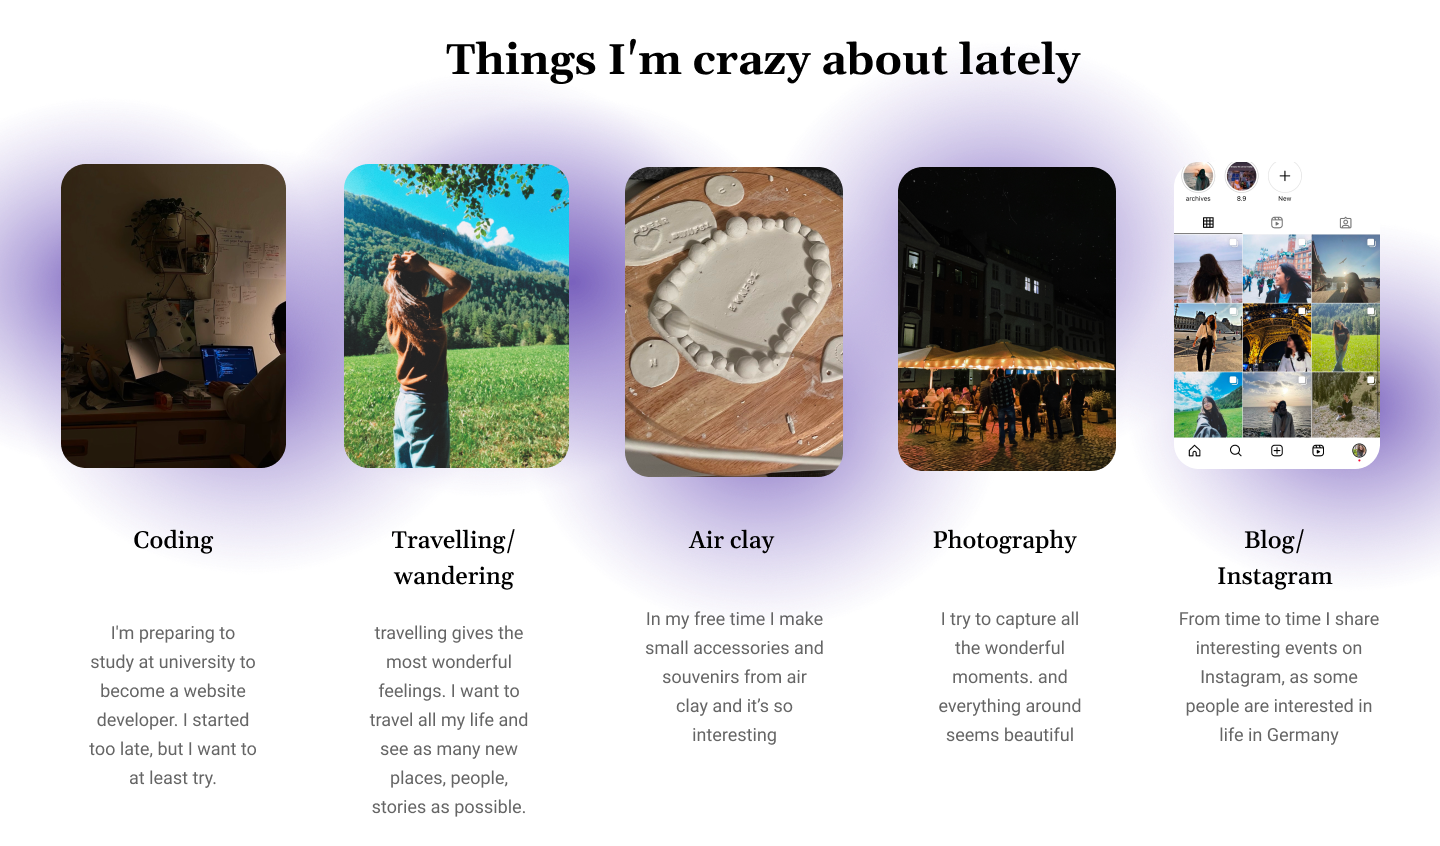 Things I'm crazy about lately
archives
8.9
New
DEAR
Coding
Travelling/
wandering
Air clay
Photography
Blog/
Instagram
I'm preparing to
study at university to
become a website
developer. I started
too late, but I want to
at least try.
travelling gives the
most wonderful
feelings. I want to
travel all my life and
see as many new
places, people,
stories as possible.
In my free time I make
small accessories and
souvenirs from air
clay and it’s so
interesting
I try to capture all
the wonderful
moments. and
everything around
seems beautiful
From time to time I share
interesting events on
Instagram, as some
people are interested in
life in Germany